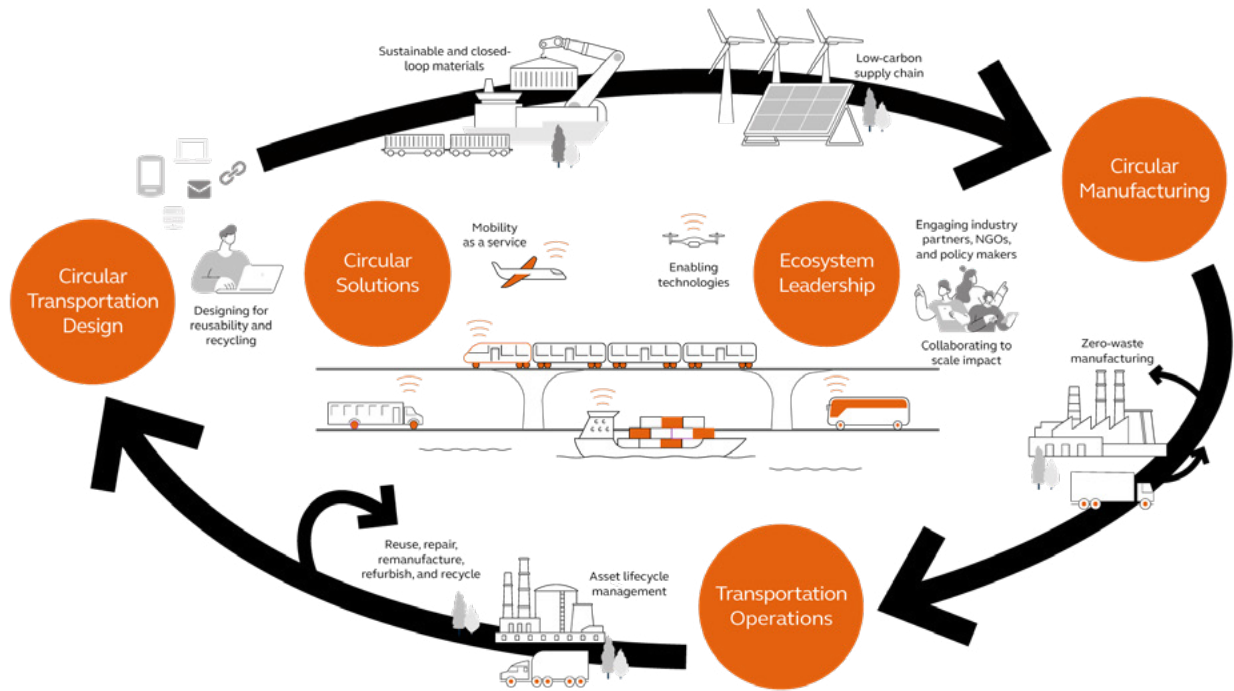 Sustainable and closed-
loop materials
Low-carbon
supply chain
Circular
Manufacturing
Circular
Transportation
Design
Designing for
reusability and
recycling
Circular
Solutions
Mobility
as a service
Enabling
technologies
Ecosystem
Leadership
Engaging industry
partners, NGOs,
and policy makers
Collaborating to
scale impact
Zero-waste
manufacturing
Reuse, repair,
remanufacture,
refurbish, and recycle
Asset lifecycle
management
Transportation
Operations